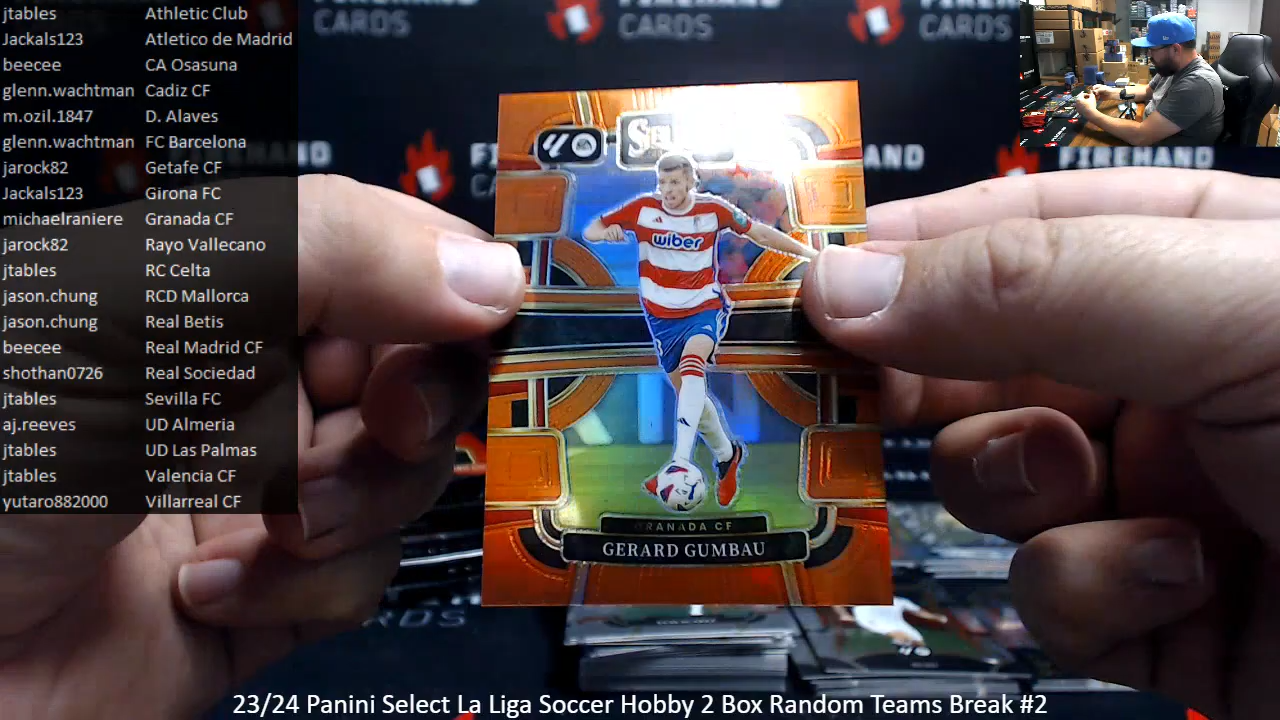 jtables Athletic Club
Jackals123 Atletico de Madrid
beecee CA Osasuna
glenn.wachtman Cadiz CF
m.ozil.1847 D. Alaves
glenn.wachtman FC Barcelona
jarock82 Getafe CF
Jackals123 Girona FC
michaelraniere Granada CF
jarock82 Rayo Vallecano
jtables RC Celta
jason.chung RCD Mallorca
jason.chung Real Betis
beecee Real Madrid CF
shothan0726 Real Sociedad
jtables Sevilla FC
aj.reeves UD Almeria
jtables UD Las Palmas
jtables Valencia CF
yutaro882000 Villarreal CF
CARDS
CARDS
CARDS
FIREHAND
wiber
GRANADA CF
GERARD GUMBAU
23/24 Panini Select La Liga Soccer Hobby 2 Box Random Teams Break #2